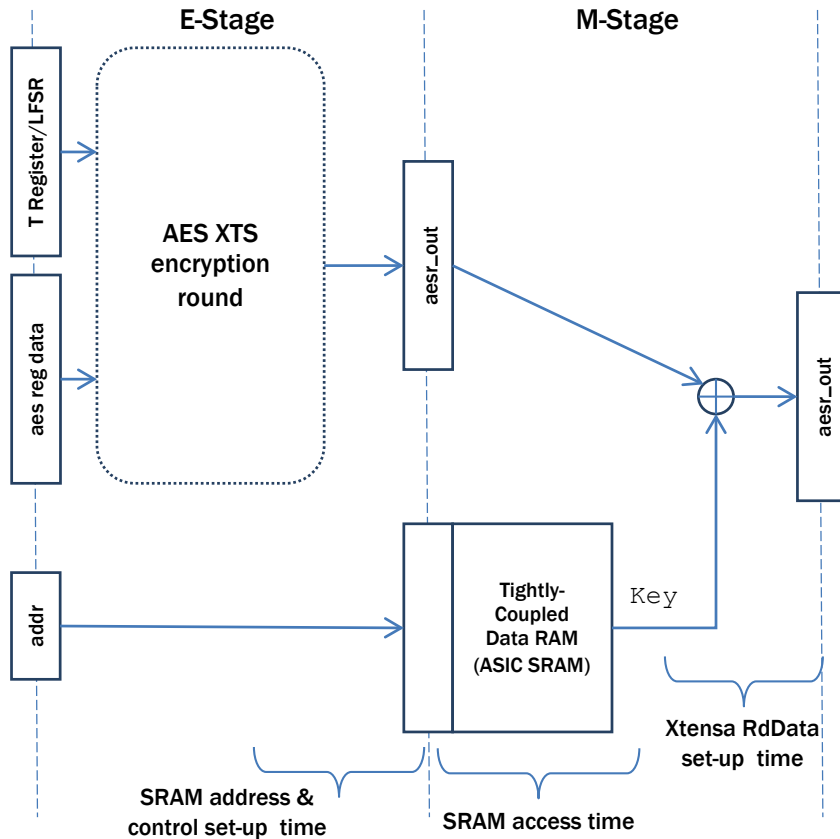 E-Stage
M-Stage
T Register/LFSR
AES XTS
encryption
round
aesr_out
aes reg data
aesr_out
addr
Tightly-
Coupled
Data RAM
(ASIC SRAM)
Key
Xtensa RdData
set-up time
SRAM address &
control set-up time
SRAM access time